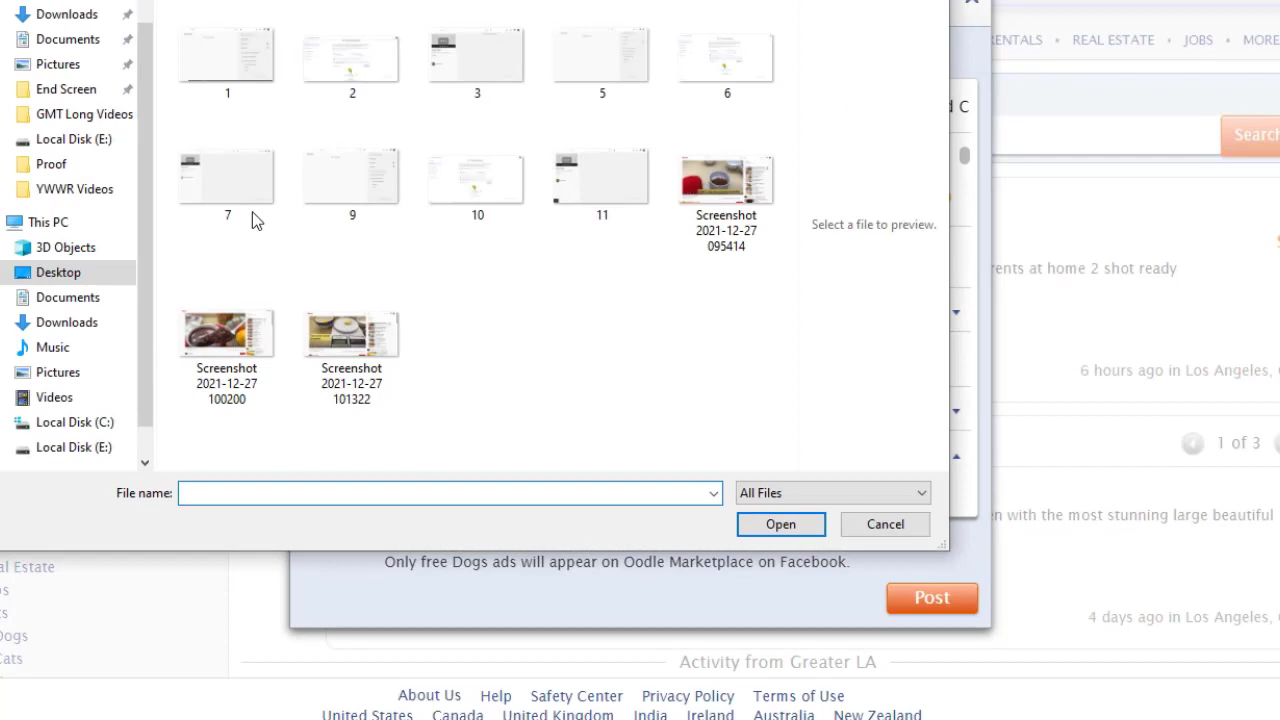 Downloads
Documents
Pictures
End Screen
GMT Long Videos
Local Disk (E:)
Proof
YWWR Videos
This PC
3D Objects
Desktop
Documents
Downloads
Music
Pictures
Videos
Local Disk (C:)
Local Disk (E:)
1
2
3
5
6
7
9
10
11
Screenshot
2021-12-27
095414
Screenshot
2021-12-27
100200
Screenshot
2021-12-27
101322
Select a file to preview.
File name:
All Files
Open
Cancel
RENTALS • REAL ESTATE • JOBS • MORE
d C
Search
rents at home 2 shot ready
6 hours ago in Los Angeles,
1 of 3
en with the most stunning large beautiful
4 days ago in Los Angeles,
Only free Dogs ads will appear on Oodle Marketplace on Facebook.
Post
al Estate
Dogs
Cats
Activity from Greater LA
About Us Help Safety Center Privacy Policy Terms of Use
United States Canada United Kingdom India Ireland Australia New Zealand